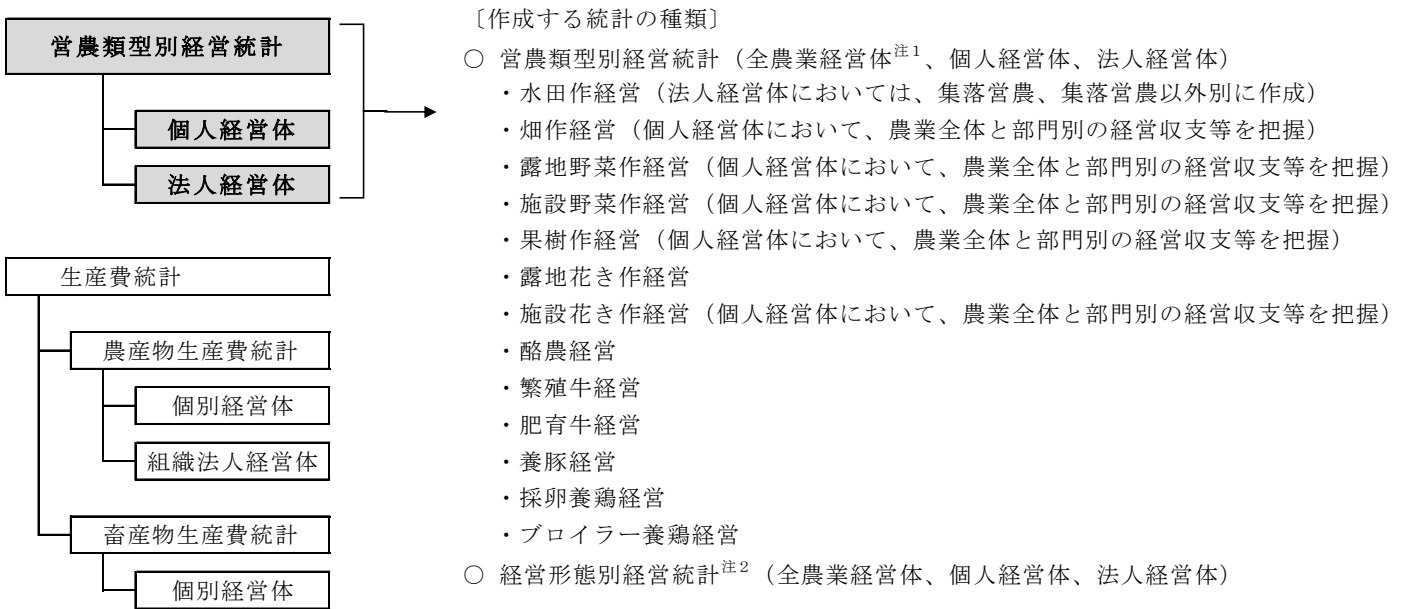 営農類型別経営統計
個人経営体
法人経営体
生産費統計
農産物生産費統計
個別経営体
組織法人経営体
畜産物生産費統計
個別経営体
〔作成する統計の種類〕
○ 営農類型別経営統計（全農業経営体注１、個人経営体、法人経営体）
・水田作経営（法人経営体においては、集落営農、集落営農以外別に作成）
・畑作経営（個人経営体において、農業全体と部門別の経営収支等を把握）
・露地野菜作経営（個人経営体において、農業全体と部門別の経営収支等を把握）
・施設野菜作経営（個人経営体において、農業全体と部門別の経営収支等を把握）
・果樹作経営（個人経営体において、農業全体と部門別の経営収支等を把握）
・露地花き作経営
・施設花き作経営（個人経営体において、農業全体と部門別の経営収支等を把握）
・酪農経営
・繁殖牛経営
・肥育牛経営
・養豚経営
・採卵養鶏経営
・ブロイラー養鶏経営
○ 経営形態別経営統計注２（全農業経営体、個人経営体、法人経営体）